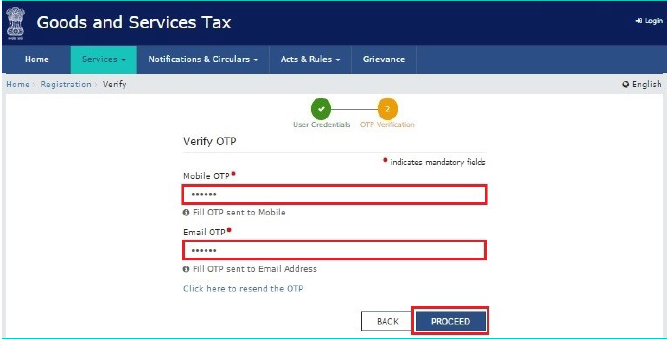 Goods and Services Tax
Login
Home Services Notifications & Circulars Acts & Rules Grievance
Home › Registration › Verify English
2
User Credentials OTP Verification
Verify OTP
• indicates mandatory fields
Mobile OTP•
••••••
Fill OTP sent to Mobile
Email OTP•
••••••
Fill OTP sent to Email Address
Click here to resend the OTP
BACK PROCEED